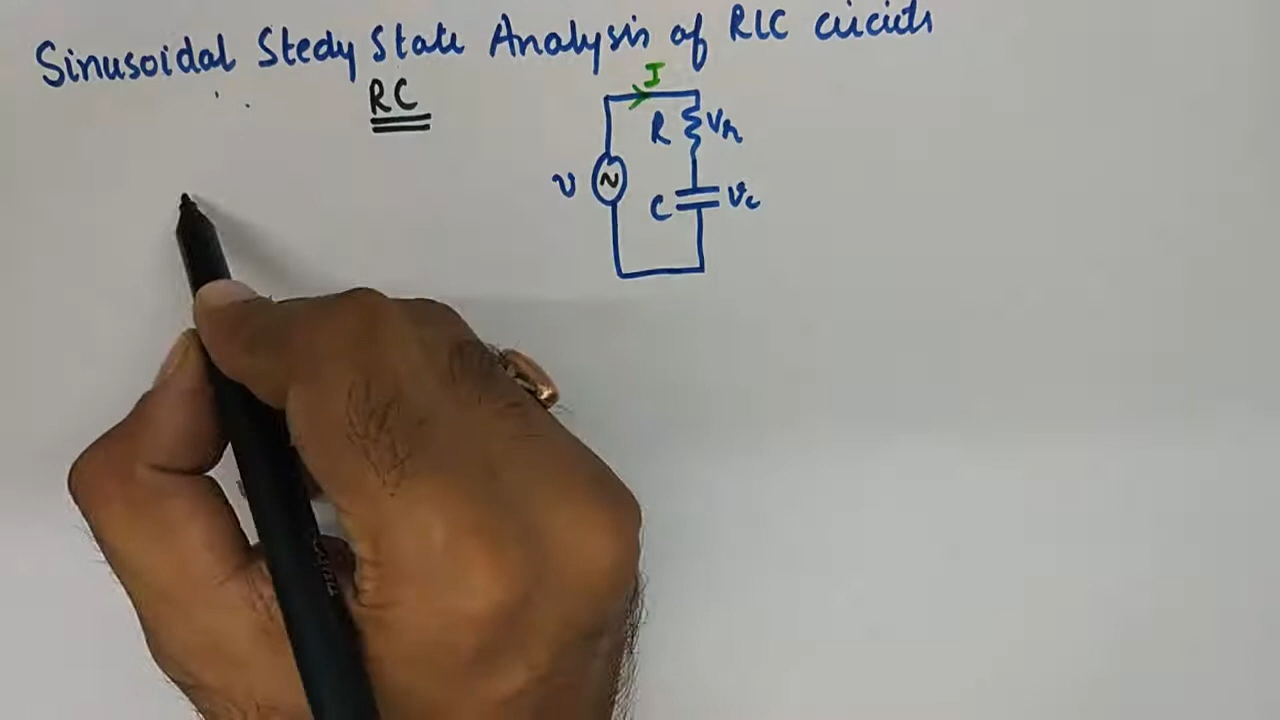 Sinusoidal Stedy State Analysis of RLC circuits
RC
I
R VR
v ~
C Vc